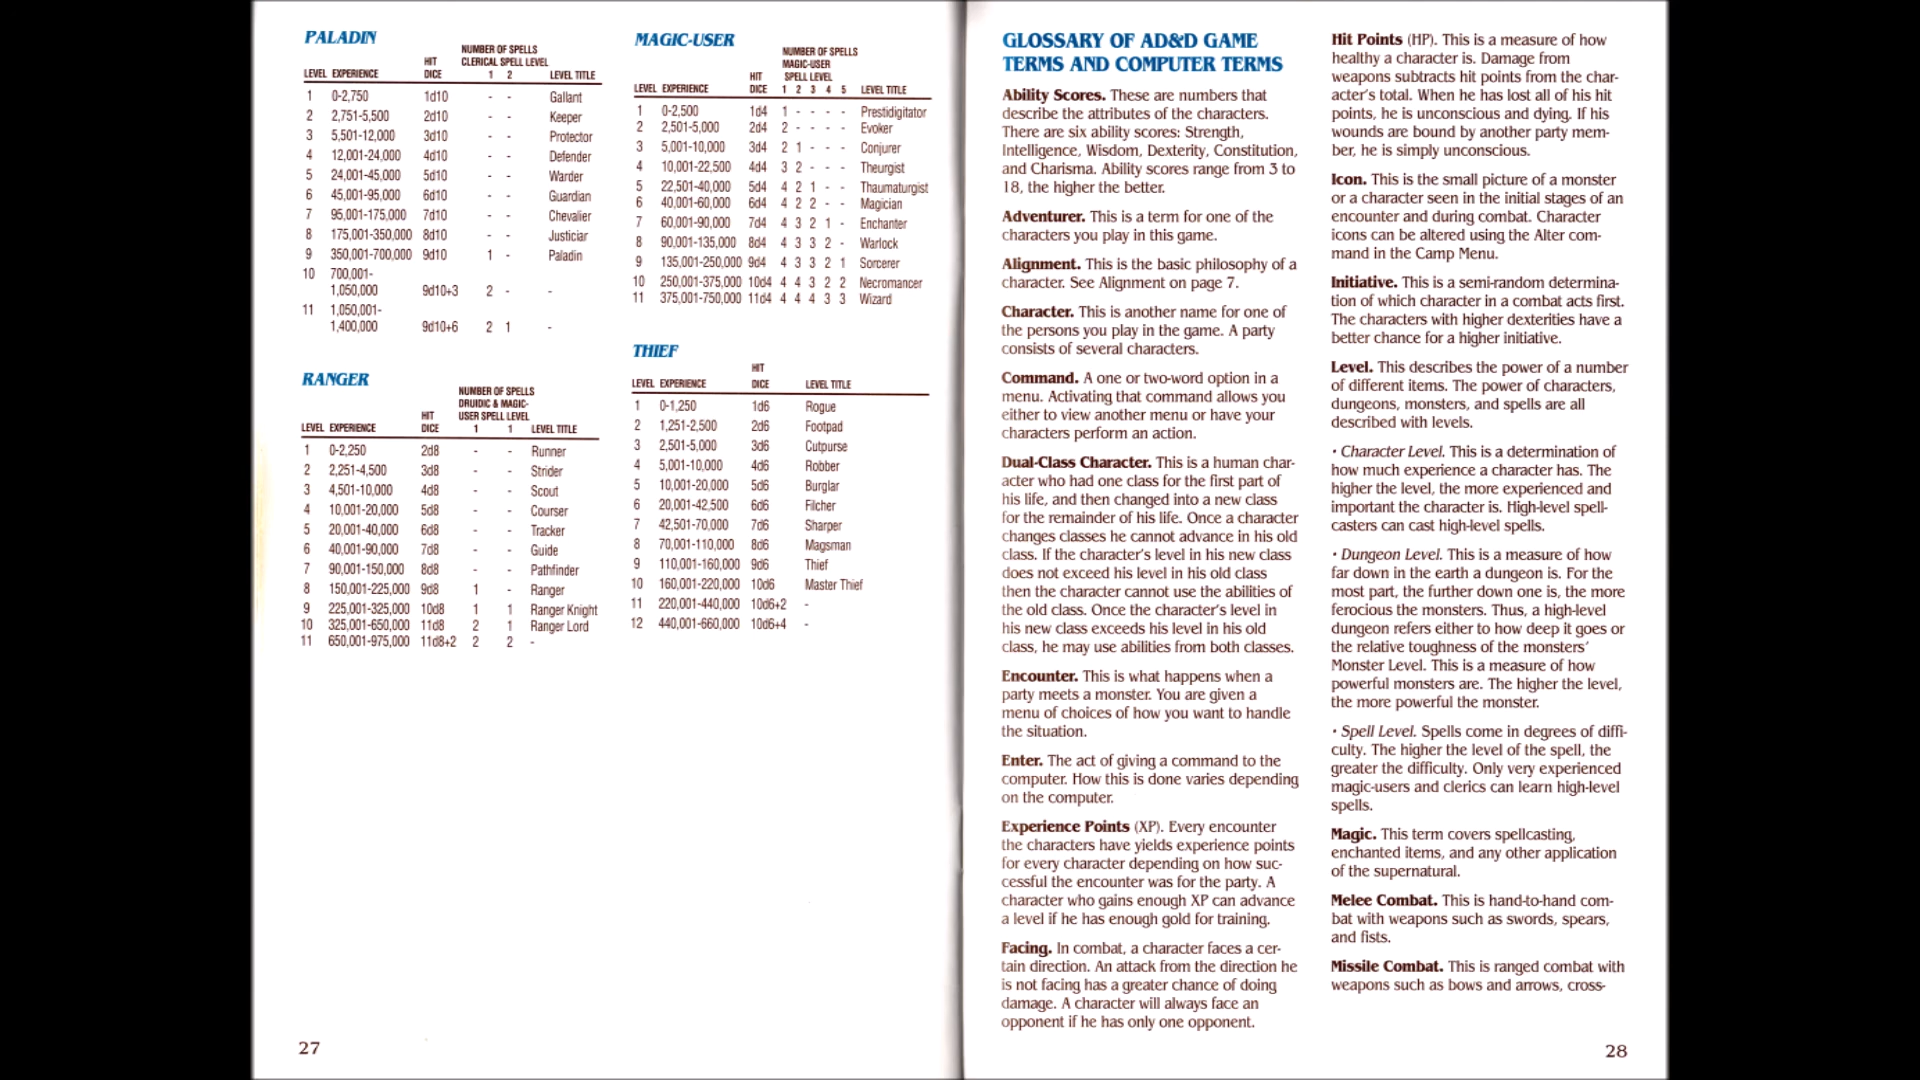 PALADIN
NUMBER OF SPELLS
HIT CLERICAL SPELL LEVEL
LEVEL EXPERIENCE DICE 1 2 LEVEL TITLE
1 0-2,750 1d10 - - Gallant
2 2,751-5,500 2d10 - - Keeper
3 5,501-12,000 3d10 - - Protector
4 12,001-24,000 4d10 - - Defender
5 24,001-45,000 5d10 - - Warder
6 45,001-95,000 6d10 - - Guardian
7 95,001-175,000 7d10 - - Chevalier
8 175,001-350,000 8d10 - - Justiciar
9 350,001-700,000 9d10 1 - Paladin
10 700,001-
1,050,000 9d10+3 2 - -
11 1,050,001-
1,400,000 9d10+6 2 1 -
RANGER
NUMBER OF SPELLS
DRUIDIC & MAGIC-
HIT USER SPELL LEVEL
LEVEL EXPERIENCE DICE 1 1 LEVEL TITLE
1 0-2,250 2d8 - - Runner
2 2,251-4,500 3d8 - - Strider
3 4,501-10,000 4d8 - - Scout
4 10,001-20,000 5d8 - - Courser
5 20,001-40,000 6d8 - - Tracker
6 40,001-90,000 7d8 - - Guide
7 90,001-150,000 8d8 - - Pathfinder
8 150,001-225,000 9d8 1 - Ranger
9 225,001-325,000 10d8 1 1 Ranger Knight
10 325,001-650,000 11d8 2 1 Ranger Lord
11 650,001-975,000 11d8+2 2 2 -
MAGIC-USER
NUMBER OF SPELLS
MAGIC-USER
HIT SPELL LEVEL
LEVEL EXPERIENCE DICE 1 2 3 4 5 LEVEL TITLE
1 0-2,500 1d4 1 - - - - Prestidigitator
2 2,501-5,000 2d4 2 - - - - Evoker
3 5,001-10,000 3d4 2 1 - - - Conjurer
4 10,001-22,500 4d4 3 2 - - - Theurgist
5 22,501-40,000 5d4 4 2 1 - - Thaumaturgist
6 40,001-60,000 6d4 4 2 2 - - Magician
7 60,001-90,000 7d4 4 3 2 1 - Enchanter
8 90,001-135,000 8d4 4 3 3 2 - Warlock
9 135,001-250,000 9d4 4 3 3 2 1 Sorcerer
10 250,001-375,000 10d4 4 4 3 2 2 Necromancer
11 375,001-750,000 11d4 4 4 4 3 3 Wizard
THIEF
HIT
LEVEL EXPERIENCE DICE LEVEL TITLE
1 0-1,250 1d6 Rogue
2 1,251-2,500 2d6 Footpad
3 2,501-5,000 3d6 Cutpurse
4 5,001-10,000 4d6 Robber
5 10,001-20,000 5d6 Burglar
6 20,001-42,500 6d6 Filcher
7 42,501-70,000 7d6 Sharper
8 70,001-110,000 8d6 Magsman
9 110,001-160,000 9d6 Thief
10 160,001-220,000 10d6 Master Thief
11 220,001-440,000 10d6+2 -
12 440,001-660,000 10d6+4 -
27
GLOSSARY OF AD&D GAME
TERMS AND COMPUTER TERMS
Ability Scores. These are numbers that
describe the attributes of the characters.
There are six ability scores: Strength,
Intelligence, Wisdom, Dexterity, Constitution,
and Charisma. Ability scores range from 3 to
18, the higher the better.
Adventurer. This is a term for one of the
characters you play in this game.
Alignment. This is the basic philosophy of a
character. See Alignment on page 7.
Character. This is another name for one of
the persons you play in the game. A party
consists of several characters.
Command. A one or two-word option in a
menu. Activating that command allows you
either to view another menu or have your
characters perform an action.
Dual-Class Character. This is a human char-
acter who had one class for the first part of
his life, and then changed into a new class
for the remainder of his life. Once a character
changes classes he cannot advance in his old
class. If the character's level in his new class
does not exceed his level in his old class
then the character cannot use the abilities of
the old class. Once the character's level in
his new class exceeds his level in his old
class, he may use abilities from both classes.
Encounter. This is what happens when a
party meets a monster. You are given a
menu of choices of how you want to handle
the situation.
Enter. The act of giving a command to the
computer. How this is done varies depending
on the computer.
Experience Points (XP). Every encounter
the characters have yields experience points
for every character depending on how suc-
cessful the encounter was for the party. A
character who gains enough XP can advance
a level if he has enough gold for training.
Facing. In combat, a character faces a cer-
tain direction. An attack from the direction he
is not facing has a greater chance of doing
damage. A character will always face an
opponent if he has only one opponent.
Hit Points (HP). This is a measure of how
healthy a character is. Damage from
weapons subtracts hit points from the char-
acter's total. When he has lost all of his hit
points, he is unconscious and dying. If his
wounds are bound by another party mem-
ber, he is simply unconscious.
Icon. This is the small picture of a monster
or a character seen in the initial stages of an
encounter and during combat. Character
icons can be altered using the Alter com-
mand in the Camp Menu.
Initiative. This is a semi-random determina-
tion of which character in a combat acts first.
The characters with higher dexterities have a
better chance for a higher initiative.
Level. This describes the power of a number
of different items. The power of characters,
dungeons, monsters, and spells are all
described with levels.
• Character Level. This is a determination of
how much experience a character has. The
higher the level, the more experienced and
important the character is. High-level spell-
casters can cast high-level spells.
• Dungeon Level. This is a measure of how
far down in the earth a dungeon is. For the
most part, the further down one is, the more
ferocious the monsters. Thus, a high-level
dungeon refers either to how deep it goes or
the relative toughness of the monsters'
Monster Level. This is a measure of how
powerful monsters are. The higher the level,
the more powerful the monster.
• Spell Level. Spells come in degrees of diffi-
culty. The higher the level of the spell, the
greater the difficulty. Only very experienced
magic-users and clerics can learn high-level
spells.
Magic. This term covers spellcasting,
enchanted items, and any other application
of the supernatural.
Melee Combat. This is hand-to-hand com-
bat with weapons such as swords, spears,
and fists.
Missile Combat. This is ranged combat with
weapons such as bows and arrows, cross-
28